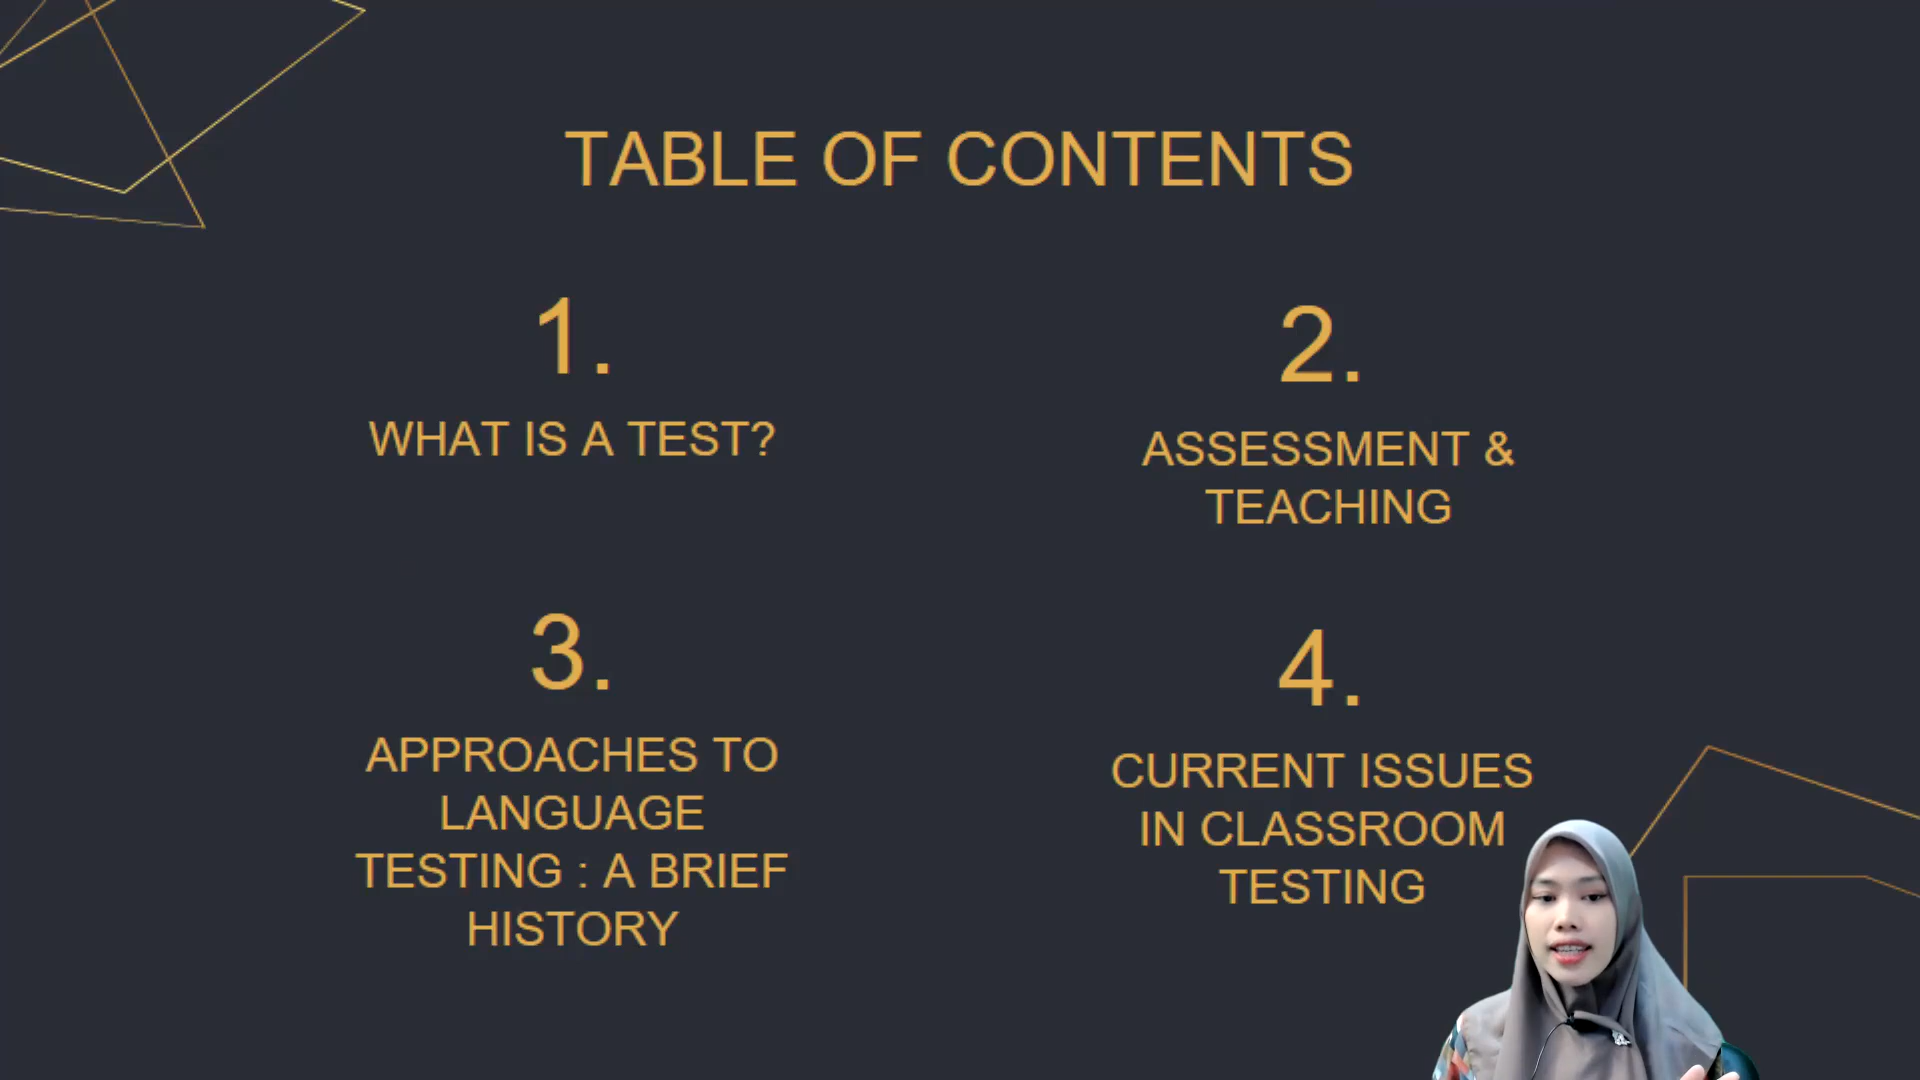 TABLE OF CONTENTS
1.
WHAT IS A TEST?
2.
ASSESSMENT &
TEACHING
3.
APPROACHES TO
LANGUAGE
TESTING : A BRIEF
HISTORY
4.
CURRENT ISSUES
IN CLASSROOM
TESTING